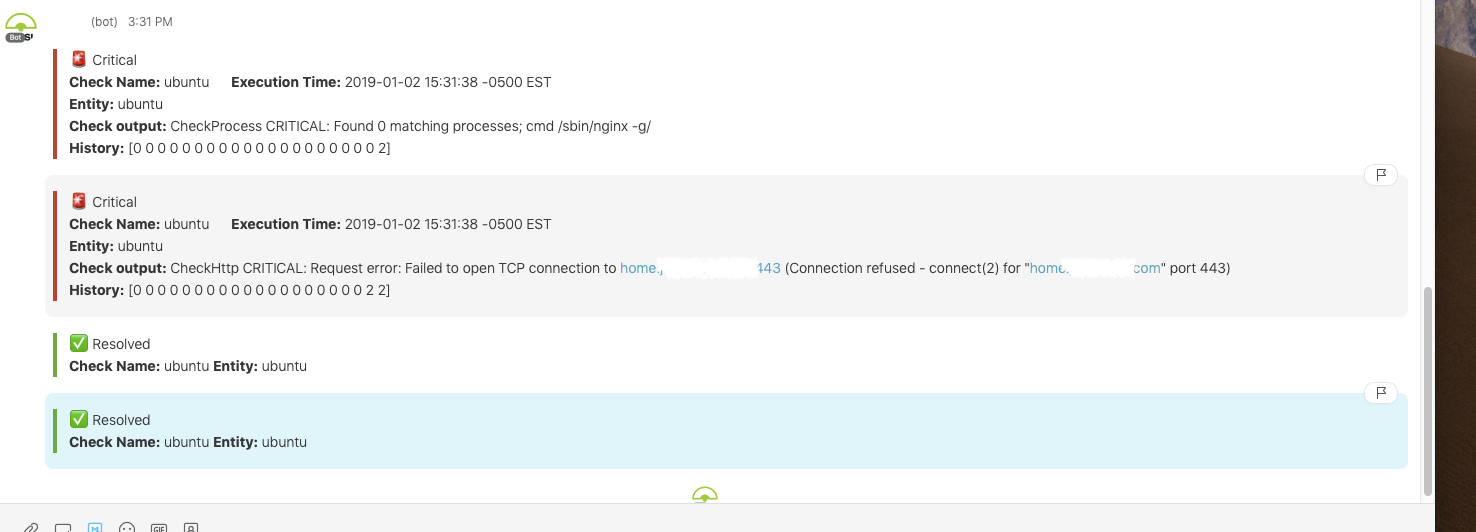 (bot) 3:31 PM
Bot
Critical
Check Name: ubuntu Execution Time: 2019-01-02 15:31:38 -0500 EST
Entity: ubuntu
Check output: CheckProcess CRITICAL: Found 0 matching processes; cmd /sbin/nginx -g/
History: [0 0 0 0 0 0 0 0 0 0 0 0 0 0 0 0 0 0 0 0 2]
Critical
Check Name: ubuntu Execution Time: 2019-01-02 15:31:38 -0500 EST
Entity: ubuntu
Check output: CheckHttp CRITICAL: Request error: Failed to open TCP connection to home. 443 (Connection refused - connect(2) for "home. com" port 443)
History: [0 0 0 0 0 0 0 0 0 0 0 0 0 0 0 0 0 0 0 2 2]
Resolved
Check Name: ubuntu Entity: ubuntu
Resolved
Check Name: ubuntu Entity: ubuntu
M
GIF